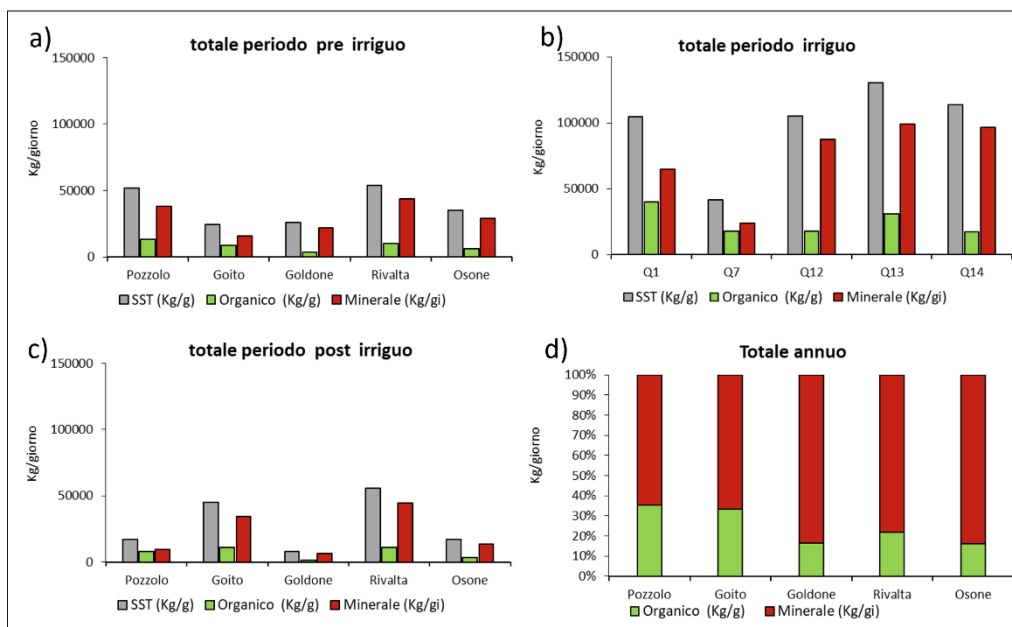 a)
totale periodo pre irriguo
150000
100000
50000
0
Kg/giorno
Pozzolo Goito Goldone Rivalta Osone
SST (Kg/g) Organico (Kg/g) Minerale (Kg/gi)
b)
totale periodo irriguo
150000
100000
50000
0
Kg/giorno
Q1 Q7 Q12 Q13 Q14
SST (Kg/g) Organico (Kg/g) Minerale (Kg/gi)
c)
totale periodo post irriguo
150000
100000
50000
0
Kg/giorno
Pozzolo Goito Goldone Rivalta Osone
SST (Kg/g) Organico (Kg/g) Minerale (Kg/gi)
d)
Totale annuo
100%
90%
80%
70%
60%
50%
40%
30%
20%
10%
0%
Kg/giorno
Pozzolo Goito Goldone Rivalta Osone
Organico (Kg/g) Minerale (Kg/gi)